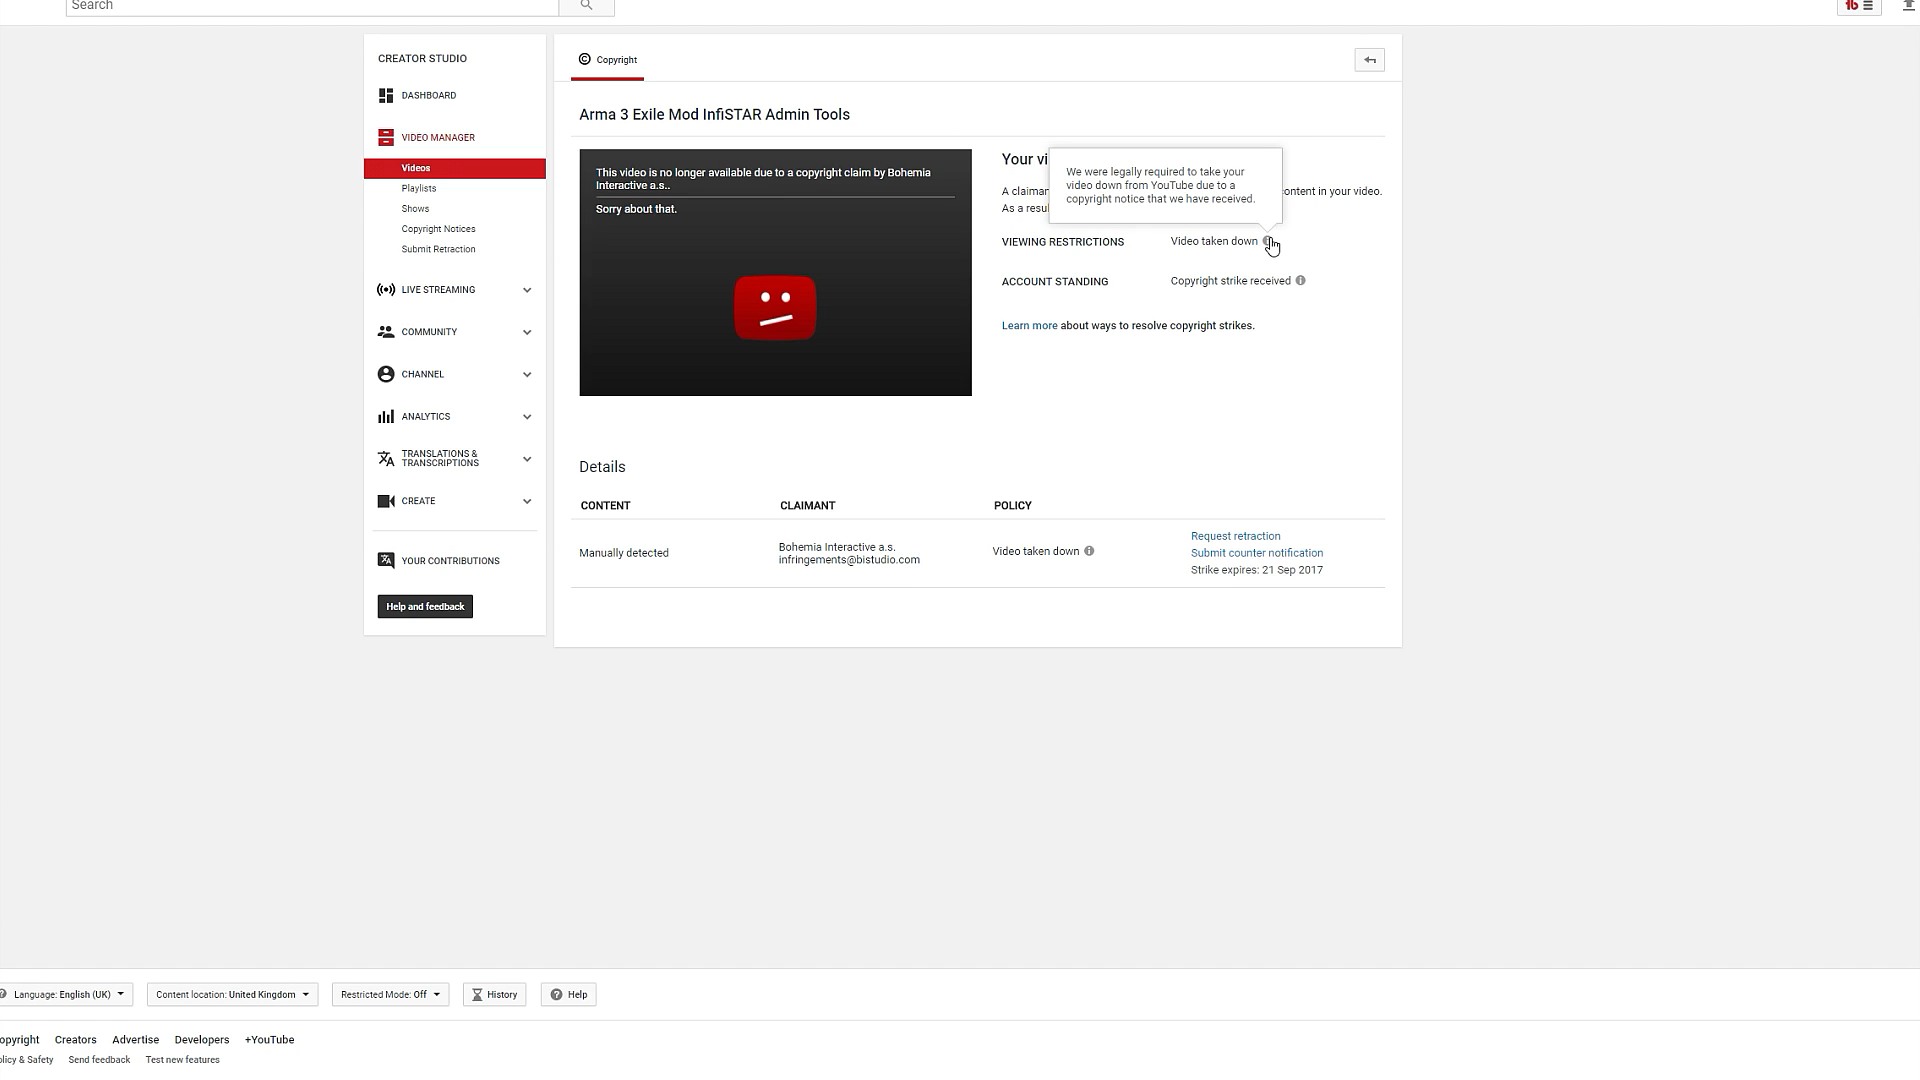 Search
CREATOR STUDIO
DASHBOARD
VIDEO MANAGER
Videos
Playlists
Shows
Copyright Notices
Submit Retraction
LIVE STREAMING
COMMUNITY
CHANNEL
ANALYTICS
TRANSLATIONS &
TRANSCRIPTIONS
CREATE
YOUR CONTRIBUTIONS
Help and feedback
Copyright
Arma 3 Exile Mod InfiSTAR Admin Tools
This video is no longer available due to a copyright claim by Bohemia
Interactive a.s..
Sorry about that.
Your vi
A claiman
ontent in your video.
As a resul
We were legally required to take your
video down from YouTube due to a
copyright notice that we have received.
VIEWING RESTRICTIONS Video taken down
ACCOUNT STANDING Copyright strike received
Learn more about ways to resolve copyright strikes.
Details
CONTENT CLAIMANT POLICY
Manually detected
Bohemia Interactive a.s.
infringements@bistudio.com
Video taken down
Request retraction
Submit counter notification
Strike expires: 21 Sep 2017
Language: English (UK) Content location: United Kingdom Restricted Mode: Off History Help
opyright Creators Advertise Developers +YouTube
olicy & Safety Send feedback Test new features